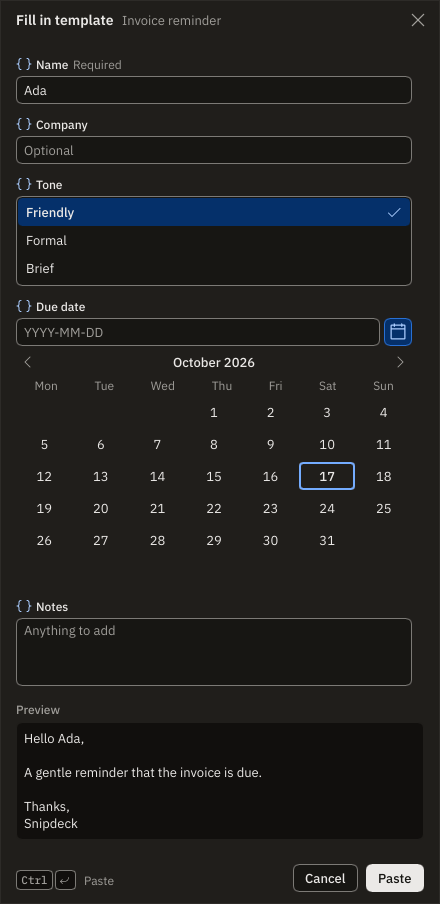 Fill in template Invoice reminder
{} Name Required
Ada
{} Company
Optional
{} Tone
Friendly
Formal
Brief
{} Due date
YYYY-MM-DD
October 2026
Mon Tue Wed Thu Fri Sat Sun
1 2 3 4
5 6 7 8 9 10 11
12 13 14 15 16 17 18
19 20 21 22 23 24 25
26 27 28 29 30 31
{} Notes
Anything to add
Preview
Hello Ada,
A gentle reminder that the invoice is due.
Thanks,
Snipdeck
Ctrl ↵ Paste Cancel Paste